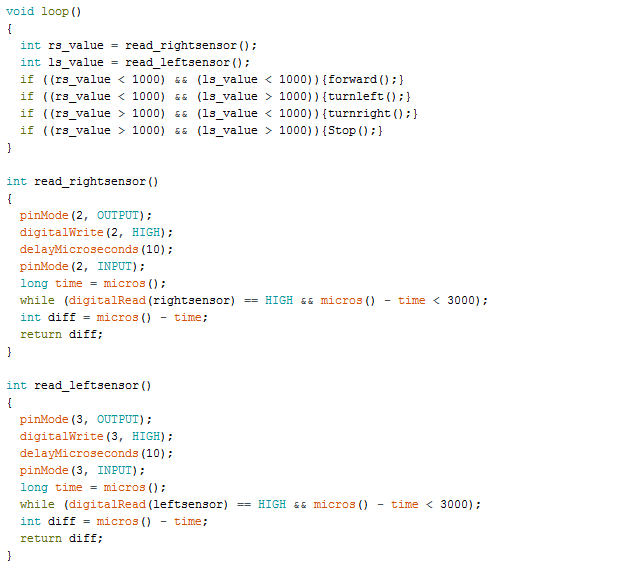 void loop()
{
  int rs_value = read_rightsensor();
  int ls_value = read_leftsensor();
  if ((rs_value < 1000) && (ls_value < 1000)){forward();}
  if ((rs_value < 1000) && (ls_value > 1000)){turnleft();}
  if ((rs_value > 1000) && (ls_value < 1000)){turnright();}
  if ((rs_value > 1000) && (ls_value > 1000)){Stop();}
}

int read_rightsensor()
{
  pinMode(2, OUTPUT);
  digitalWrite(2, HIGH);
  delayMicroseconds(10);
  pinMode(2, INPUT);
  long time = micros();
  while (digitalRead(rightsensor) == HIGH && micros() - time < 3000);
  int diff = micros() - time;
  return diff;
}

int read_leftsensor()
{
  pinMode(3, OUTPUT);
  digitalWrite(3, HIGH);
  delayMicroseconds(10);
  pinMode(3, INPUT);
  long time = micros();
  while (digitalRead(leftsensor) == HIGH && micros() - time < 3000);
  int diff = micros() - time;
  return diff;
}